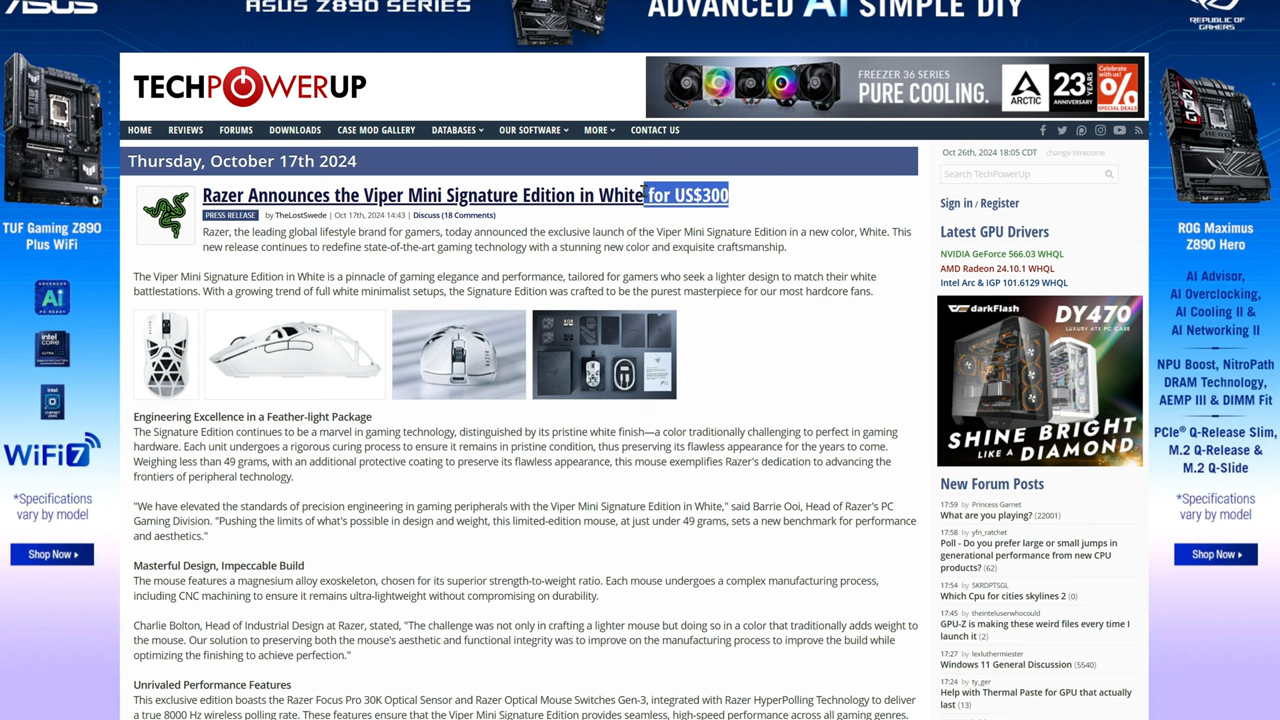 ASUS Z890 SERIES
ADVANCED AI SIMPLE DIY
REPUBLIC OF
GAMERS
TECHPOWERUP
FREEZER 36 SERIES
PURE COOLING.
ARCTIC
23 YEARS
ANNIVERSARY
Celebrate
with us!
%
SPECIAL DEALS
HOME REVIEWS FORUMS DOWNLOADS CASE MOD GALLERY DATABASES OUR SOFTWARE MORE CONTACT US
Thursday, October 17th 2024
Razer Announces the Viper Mini Signature Edition in White for US$300
PRESS RELEASE by TheLostSwede | Oct 17th, 2024 14:43 | Discuss (18 Comments)
Razer, the leading global lifestyle brand for gamers, today announced the exclusive launch of the Viper Mini Signature Edition in a new color, White. This
new release continues to redefine state-of-the-art gaming technology with a stunning new color and exquisite craftsmanship.
The Viper Mini Signature Edition in White is a pinnacle of gaming elegance and performance, tailored for gamers who seek a lighter design to match their white
battlestations. With a growing trend of full white minimalist setups, the Signature Edition was crafted to be the purest masterpiece for our most hardcore fans.
Engineering Excellence in a Feather-light Package
The Signature Edition continues to be a marvel in gaming technology, distinguished by its pristine white finish—a color traditionally challenging to perfect in gaming
hardware. Each unit undergoes a rigorous curing process to ensure it remains in pristine condition, thus preserving its flawless appearance for the years to come.
Weighing less than 49 grams, with an additional protective coating to preserve its flawless appearance, this mouse exemplifies Razer's dedication to advancing the
frontiers of peripheral technology.
"We have elevated the standards of precision engineering in gaming peripherals with the Viper Mini Signature Edition in White," said Barrie Ooi, Head of Razer's PC
Gaming Division. "Pushing the limits of what's possible in design and weight, this limited-edition mouse, at just under 49 grams, sets a new benchmark for performance
and aesthetics."
Masterful Design, Impeccable Build
The mouse features a magnesium alloy exoskeleton, chosen for its superior strength-to-weight ratio. Each mouse undergoes a complex manufacturing process,
including CNC machining to ensure it remains ultra-lightweight without compromising on durability.
Charlie Bolton, Head of Industrial Design at Razer, stated, "The challenge was not only in crafting a lighter mouse but doing so in a color that traditionally adds weight to
the mouse. Our solution to preserving both the mouse's aesthetic and functional integrity was to improve on the manufacturing process to improve the build while
optimizing the finishing to achieve perfection."
Unrivaled Performance Features
This exclusive edition boasts the Razer Focus Pro 30K Optical Sensor and Razer Optical Mouse Switches Gen-3, integrated with Razer HyperPolling Technology to deliver
a true 8000 Hz wireless polling rate. These features ensure that the Viper Mini Signature Edition provides seamless, high-speed performance across all gaming genres.
Oct 26th, 2024 18:05 CDT change timezone
Search TechPowerUp
Sign in / Register
Latest GPU Drivers
NVIDIA GeForce 566.03 WHQL
AMD Radeon 24.10.1 WHQL
Intel Arc & IGP 101.6129 WHQL
darkFlash
DY470
LUXURY ATX PC CASE
SHINE BRIGHT
LIKE A DIAMOND
New Forum Posts
17:59 by Princess Garnet
What are you playing? (22001)
17:58 by yfn_ratchet
Poll - Do you prefer large or small jumps in
generational performance from new CPU
products? (62)
17:54 by SKRDPTSGL
Which Cpu for cities skylines 2 (0)
17:45 by theinteluserwhocould
GPU-Z is making these weird files every time I
launch it (2)
17:27 by lexluthermiester
Windows 11 General Discussion (5540)
17:24 by ty_ger
Help with Thermal Paste for GPU that actually
last (13)
TUF Gaming Z890
Plus WiFi
ADVANCED
Ai
PC READY
intel
CORE
ULTRA
intel
WiFi 7
*Specifications
vary by model
Shop Now
ROG Maximus
Z890 Hero
AI Advisor,
AI Overclocking,
AI Cooling II &
AI Networking II
NPU Boost, NitroPath
DRAM Technology,
AEMP III & DIMM Fit
PCIe® Q-Release Slim,
M.2 Q-Release &
M.2 Q-Slide
*Specifications
vary by model
Shop Now